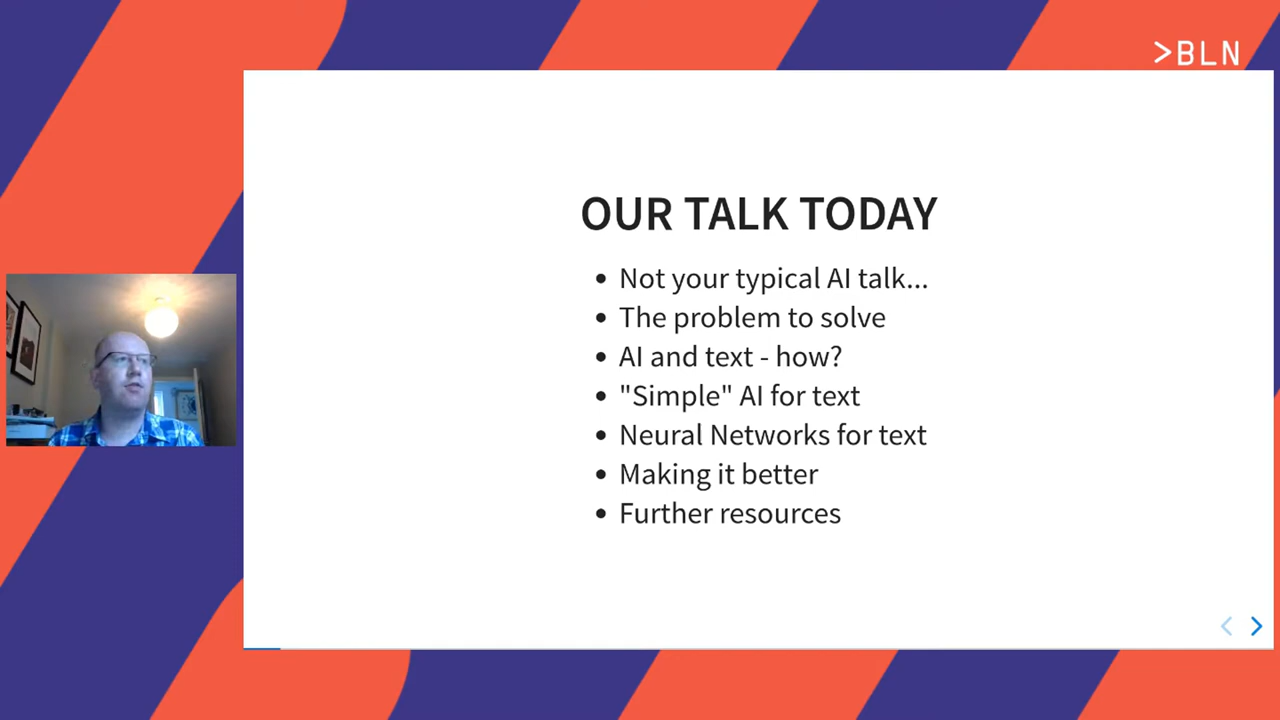 >BLN
OUR TALK TODAY
• Not your typical AI talk...
• The problem to solve
• AI and text - how?
• "Simple" AI for text
• Neural Networks for text
• Making it better
• Further resources